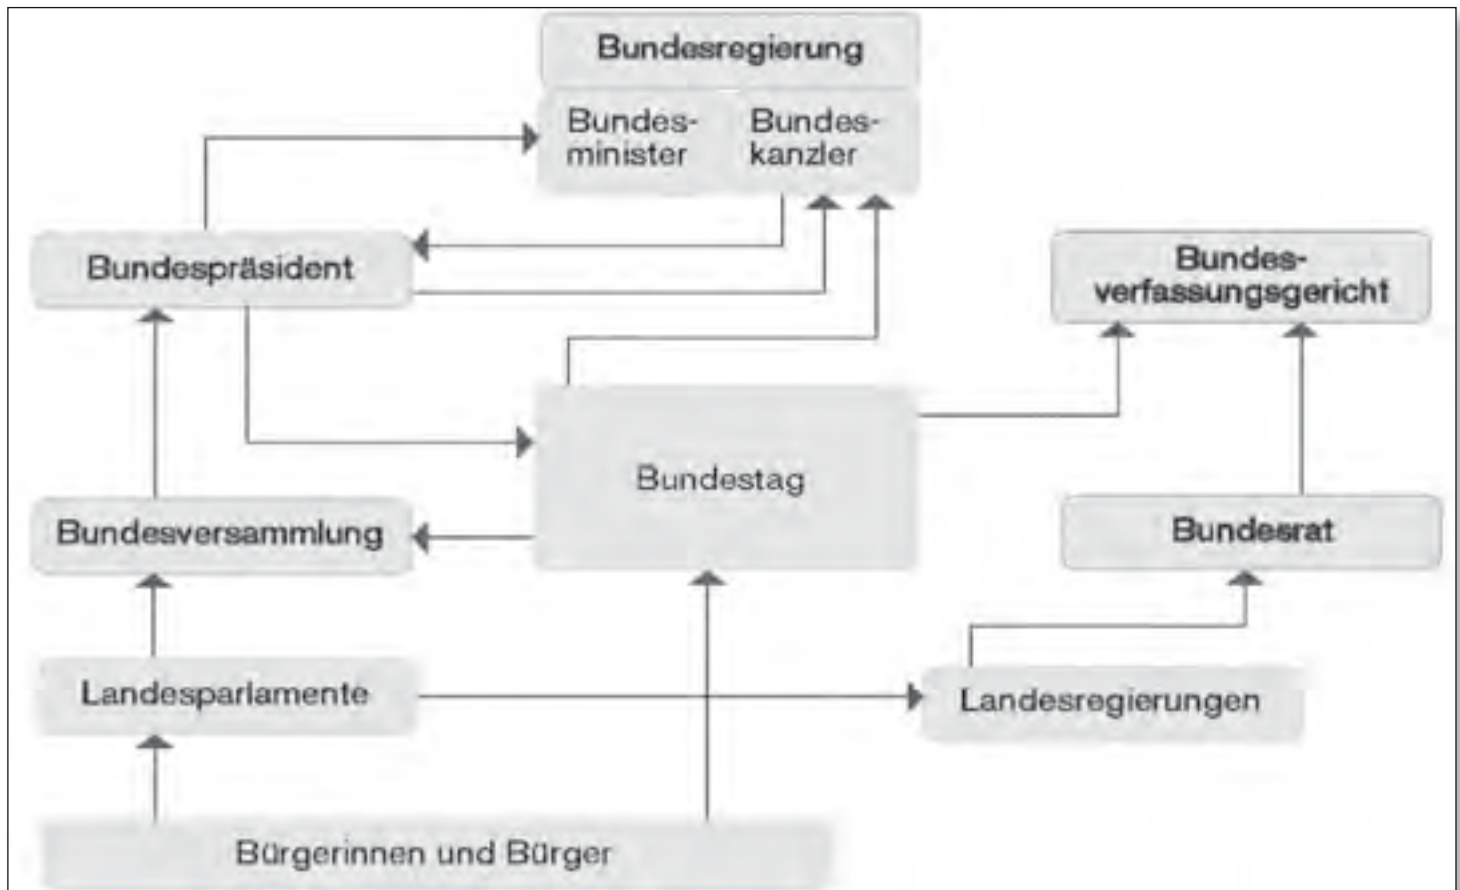 Bundesregierung
Bundes-
minister
Bundes-
kanzler
Bundespräsident
Bundes-
verfassungsgericht
Bundestag
Bundesversammlung
Bundesrat
Landesparlamente
Landesregierungen
Bürgerinnen und Bürger